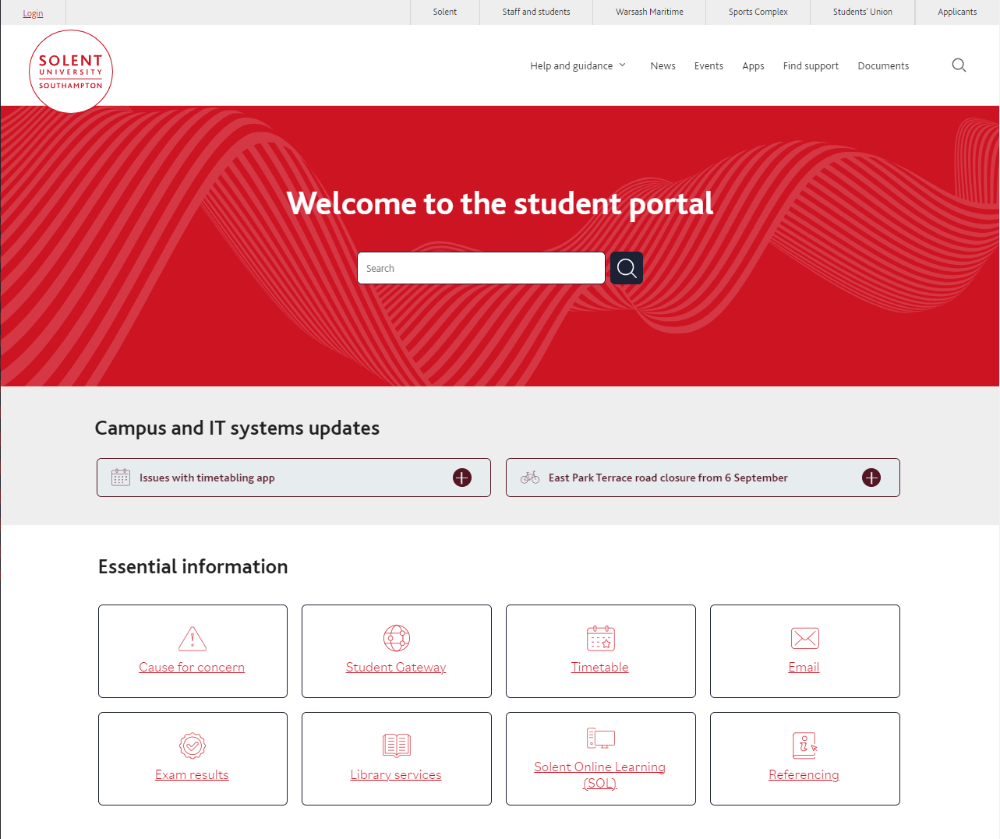 Login
Solent
Staff and students
Warsash Maritime
Sports Complex
Students' Union
Applicants
SOLENT
UNIVERSITY
SOUTHAMPTON
Help and guidance
News
Events
Apps
Find support
Documents
Welcome to the student portal
Search
Campus and IT systems updates
Issues with timetabling app
East Park Terrace road closure from 6 September
Essential information
Cause for concern
Student Gateway
Timetable
Email
Exam results
Library services
Solent Online Learning
(SOL)
Referencing